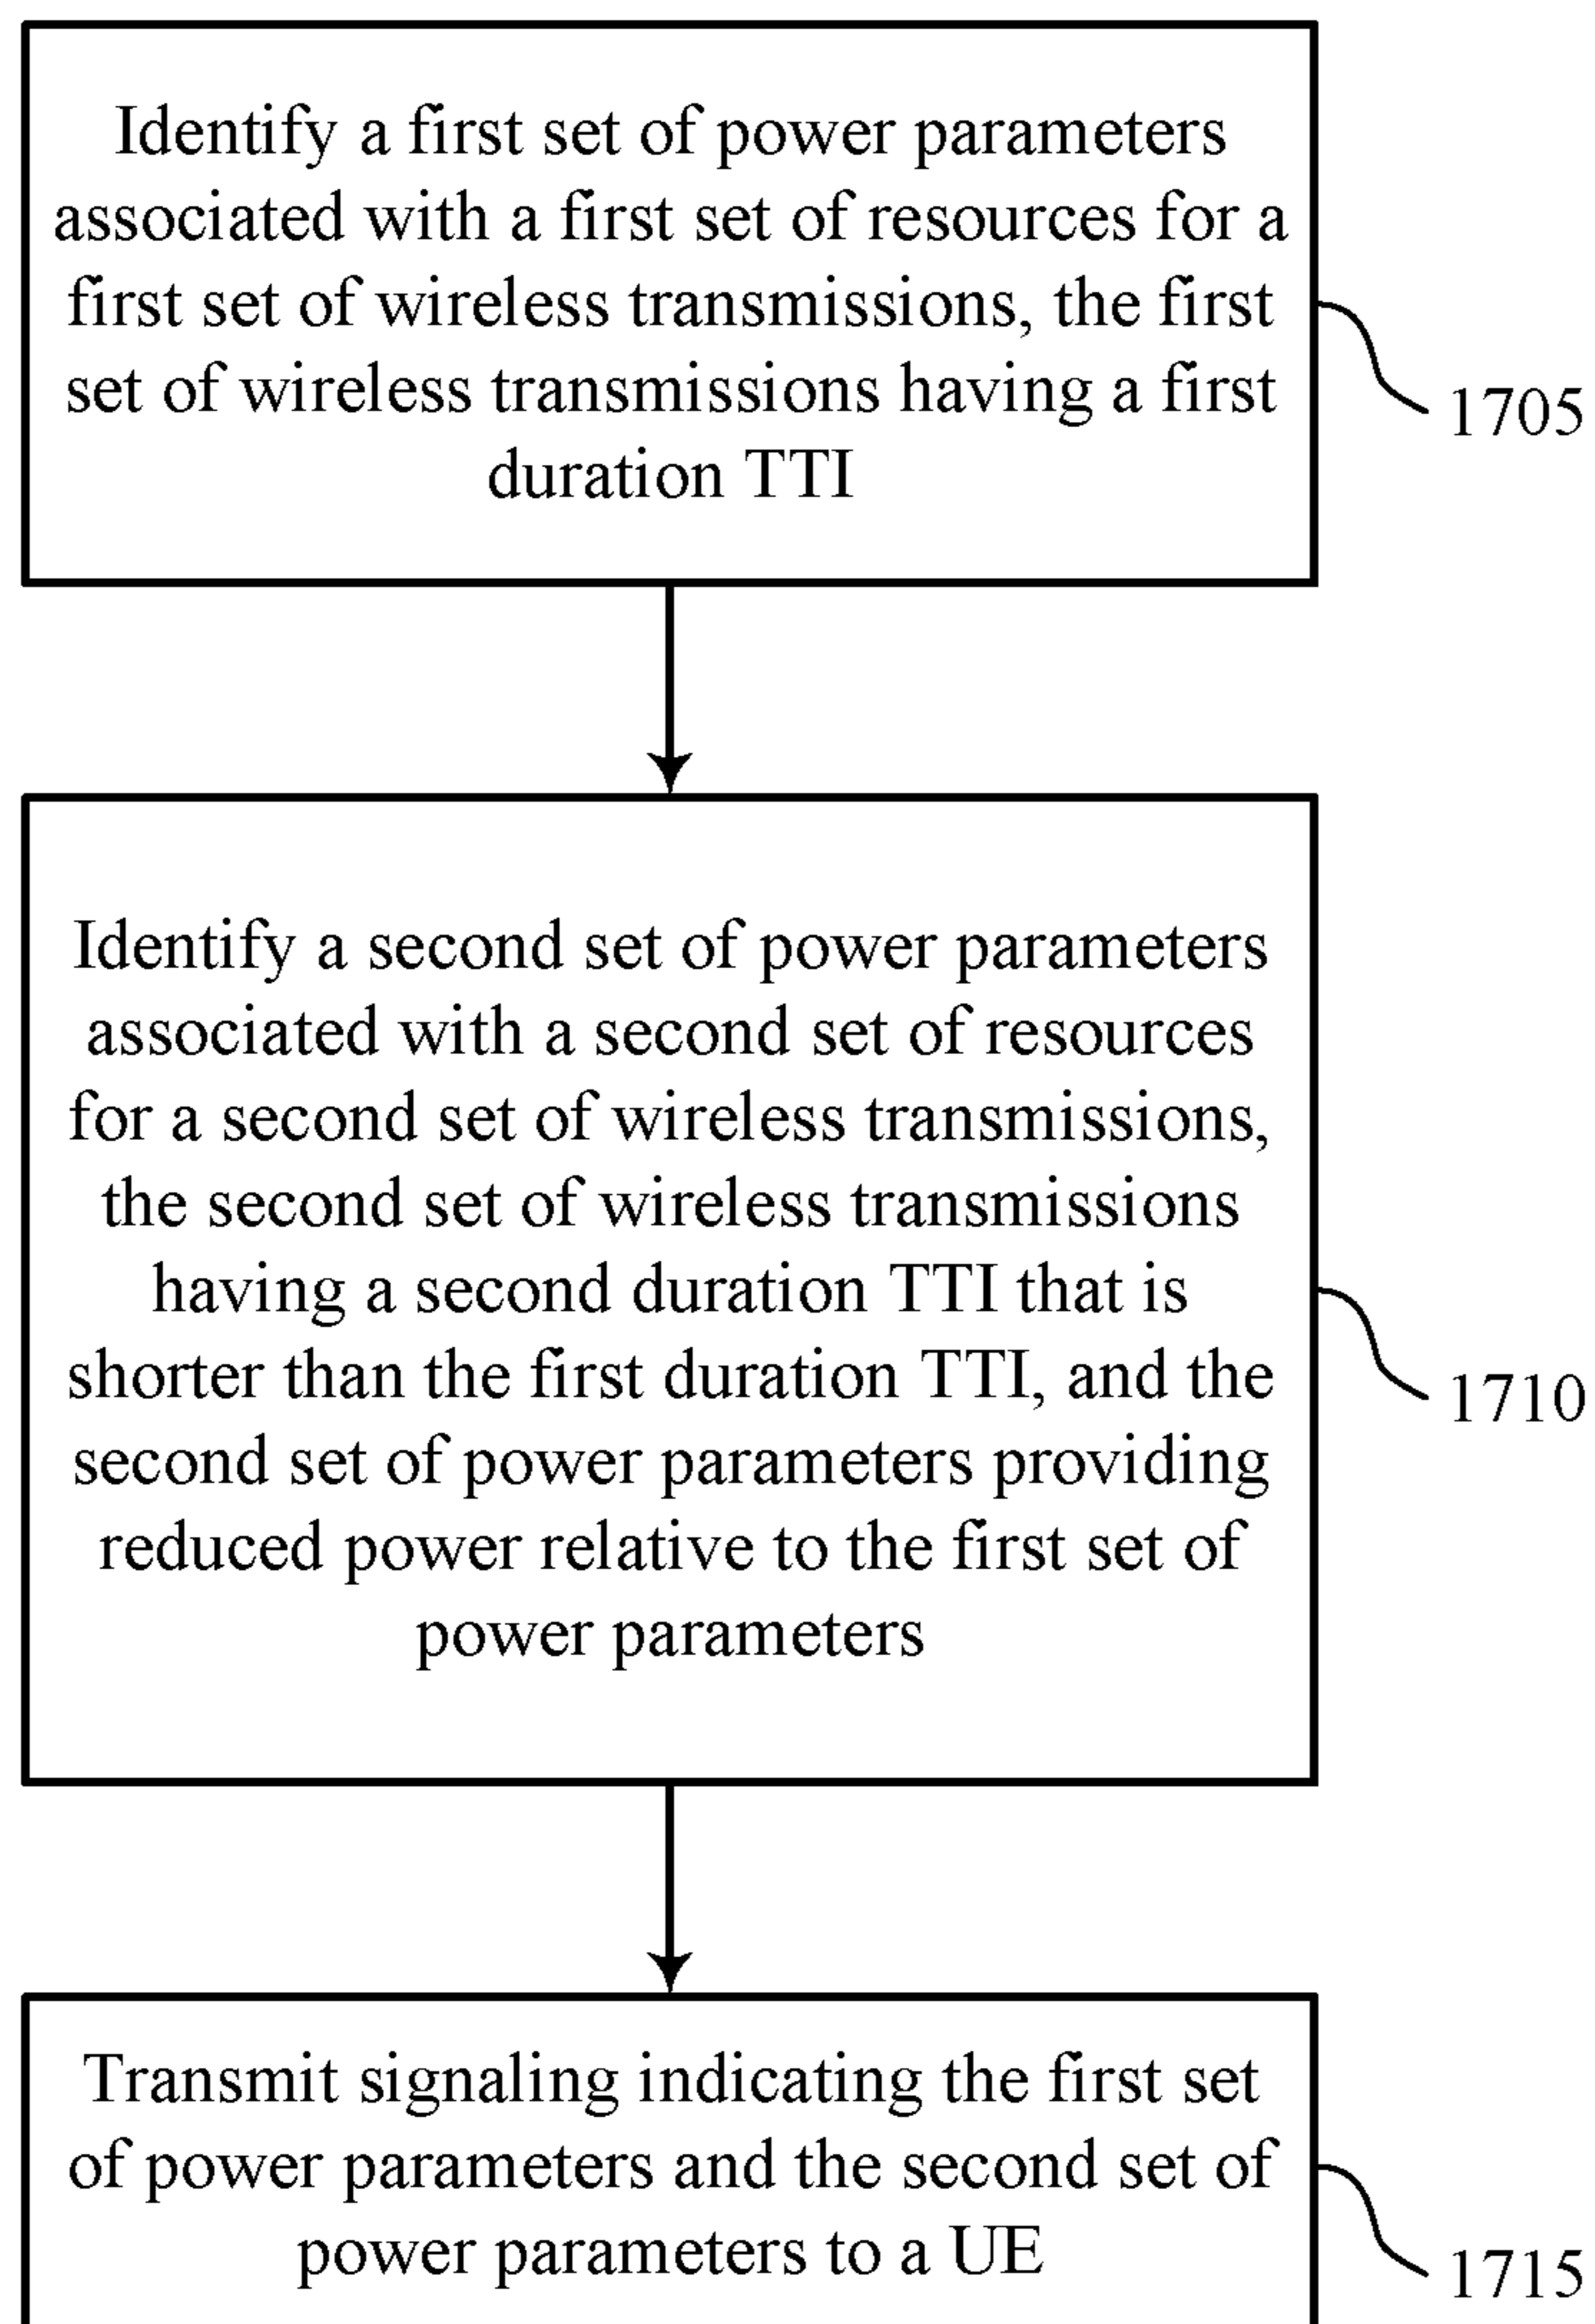 Identify a first set of power parameters
associated with a first set of resources for a
first set of wireless transmissions, the first
set of wireless transmissions having a first
duration TTI
1705
Identify a second set of power parameters
associated with a second set of resources
for a second set of wireless transmissions,
the second set of wireless transmissions
having a second duration TTI that is
shorter than the first duration TTI, and the
second set of power parameters providing
reduced power relative to the first set of
power parameters
1710
Transmit signaling indicating the first set
of power parameters and the second set of
power parameters to a UE
1715